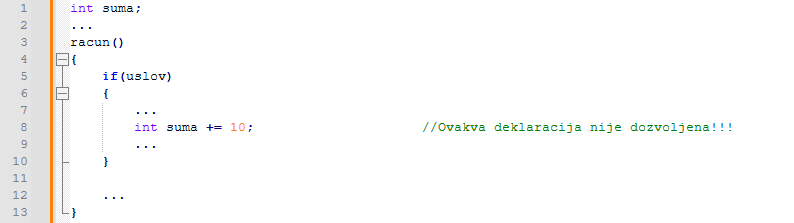 1 int suma;
2 ...
3 racun()
4 {
5 if(uslov)
6 {
7 ...
8 int suma += 10; //Ovakva deklaracija nije dozvoljena!!!
9 ...
10 }
11
12 ...
13 }